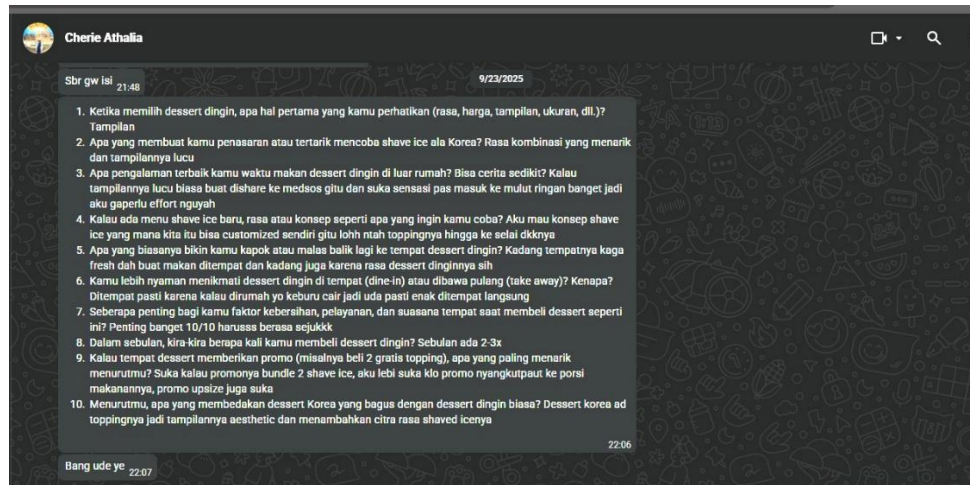 Cherie Athalia
Sbr gw isi 21:48
9/23/2025
1. Ketika memilih dessert dingin, apa hal pertama yang kamu perhatikan (rasa, harga, tampilan, ukuran, dll.)?
Tampilan
2. Apa yang membuat kamu penasaran atau tertarik mencoba shave ice ala Korea? Rasa kombinasi yang menarik
dan tampilannya lucu
3. Apa pengalaman terbaik kamu waktu makan dessert dingin di luar rumah? Bisa cerita sedikit? Kalau
tampilannya lucu biasa buat dishare ke medsos gitu dan suka sensasi pas masuk ke mulut ringan banget jadi
aku gaperlu effort nguyah
4. Kalau ada menu shave ice baru, rasa atau konsep seperti apa yang ingin kamu coba? Aku mau konsep shave
ice yang mana kita itu bisa customized sendiri gitu lohh ntah toppingnya hingga ke selai dkknya
5. Apa yang biasanya bikin kamu kapok atau malas balik lagi ke tempat dessert dingin? Kadang tempatnya kaga
fresh dah buat makan ditempat dan kadang juga karena rasa dessert dinginnya sih
6. Kamu lebih nyaman menikmati dessert dingin di tempat (dine-in) atau dibawa pulang (take away)? Kenapa?
Ditempat pasti karena kalau dirumah yo keburu cair jadi uda pasti enak ditempat langsung
7. Seberapa penting bagi kamu faktor kebersihan, pelayanan, dan suasana tempat saat membeli dessert seperti
ini? Penting banget 10/10 harusss berasa sejukkk
8. Dalam sebulan, kira-kira berapa kali kamu membeli dessert dingin? Sebulan ada 2-3x
9. Kalau tempat dessert memberikan promo (misalnya beli 2 gratis topping), apa yang paling menarik
menurutmu? Suka kalau promonya bundle 2 shave ice, aku lebi suka klo promo nyangkutpaut ke porsi
makanannya, promo upsize juga suka
10. Menurutmu, apa yang membedakan dessert Korea yang bagus dengan dessert dingin biasa? Dessert korea ad
toppingnya jadi tampilannya aesthetic dan menambahkan citra rasa shaved icenya
22:06
Bang ude ye 22:07